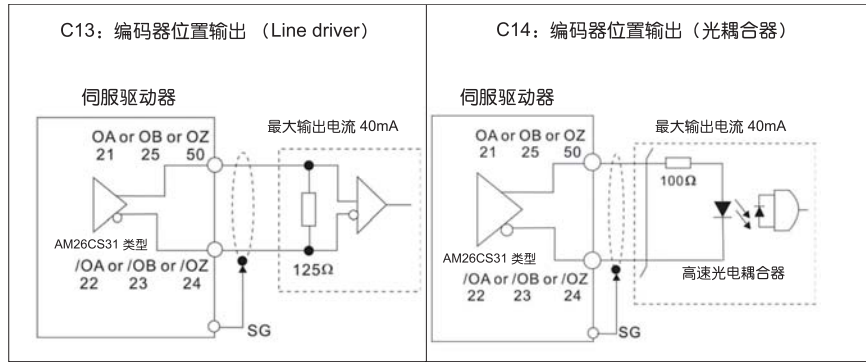 C13：编码器位置输出 （Line driver）
伺服驱动器
最大输出电流 40mA
OA or OB or OZ
21 25 50
AM26CS31 类型
/OA or /OB or /OZ
22 23 24
125Ω
SG
C14：编码器位置输出（光耦合器）
伺服驱动器
最大输出电流 40mA
OA or OB or OZ
21 25 50
100Ω
AM26CS31 类型
高速光电耦合器
/OA or /OB or /OZ
22 23 24
SG